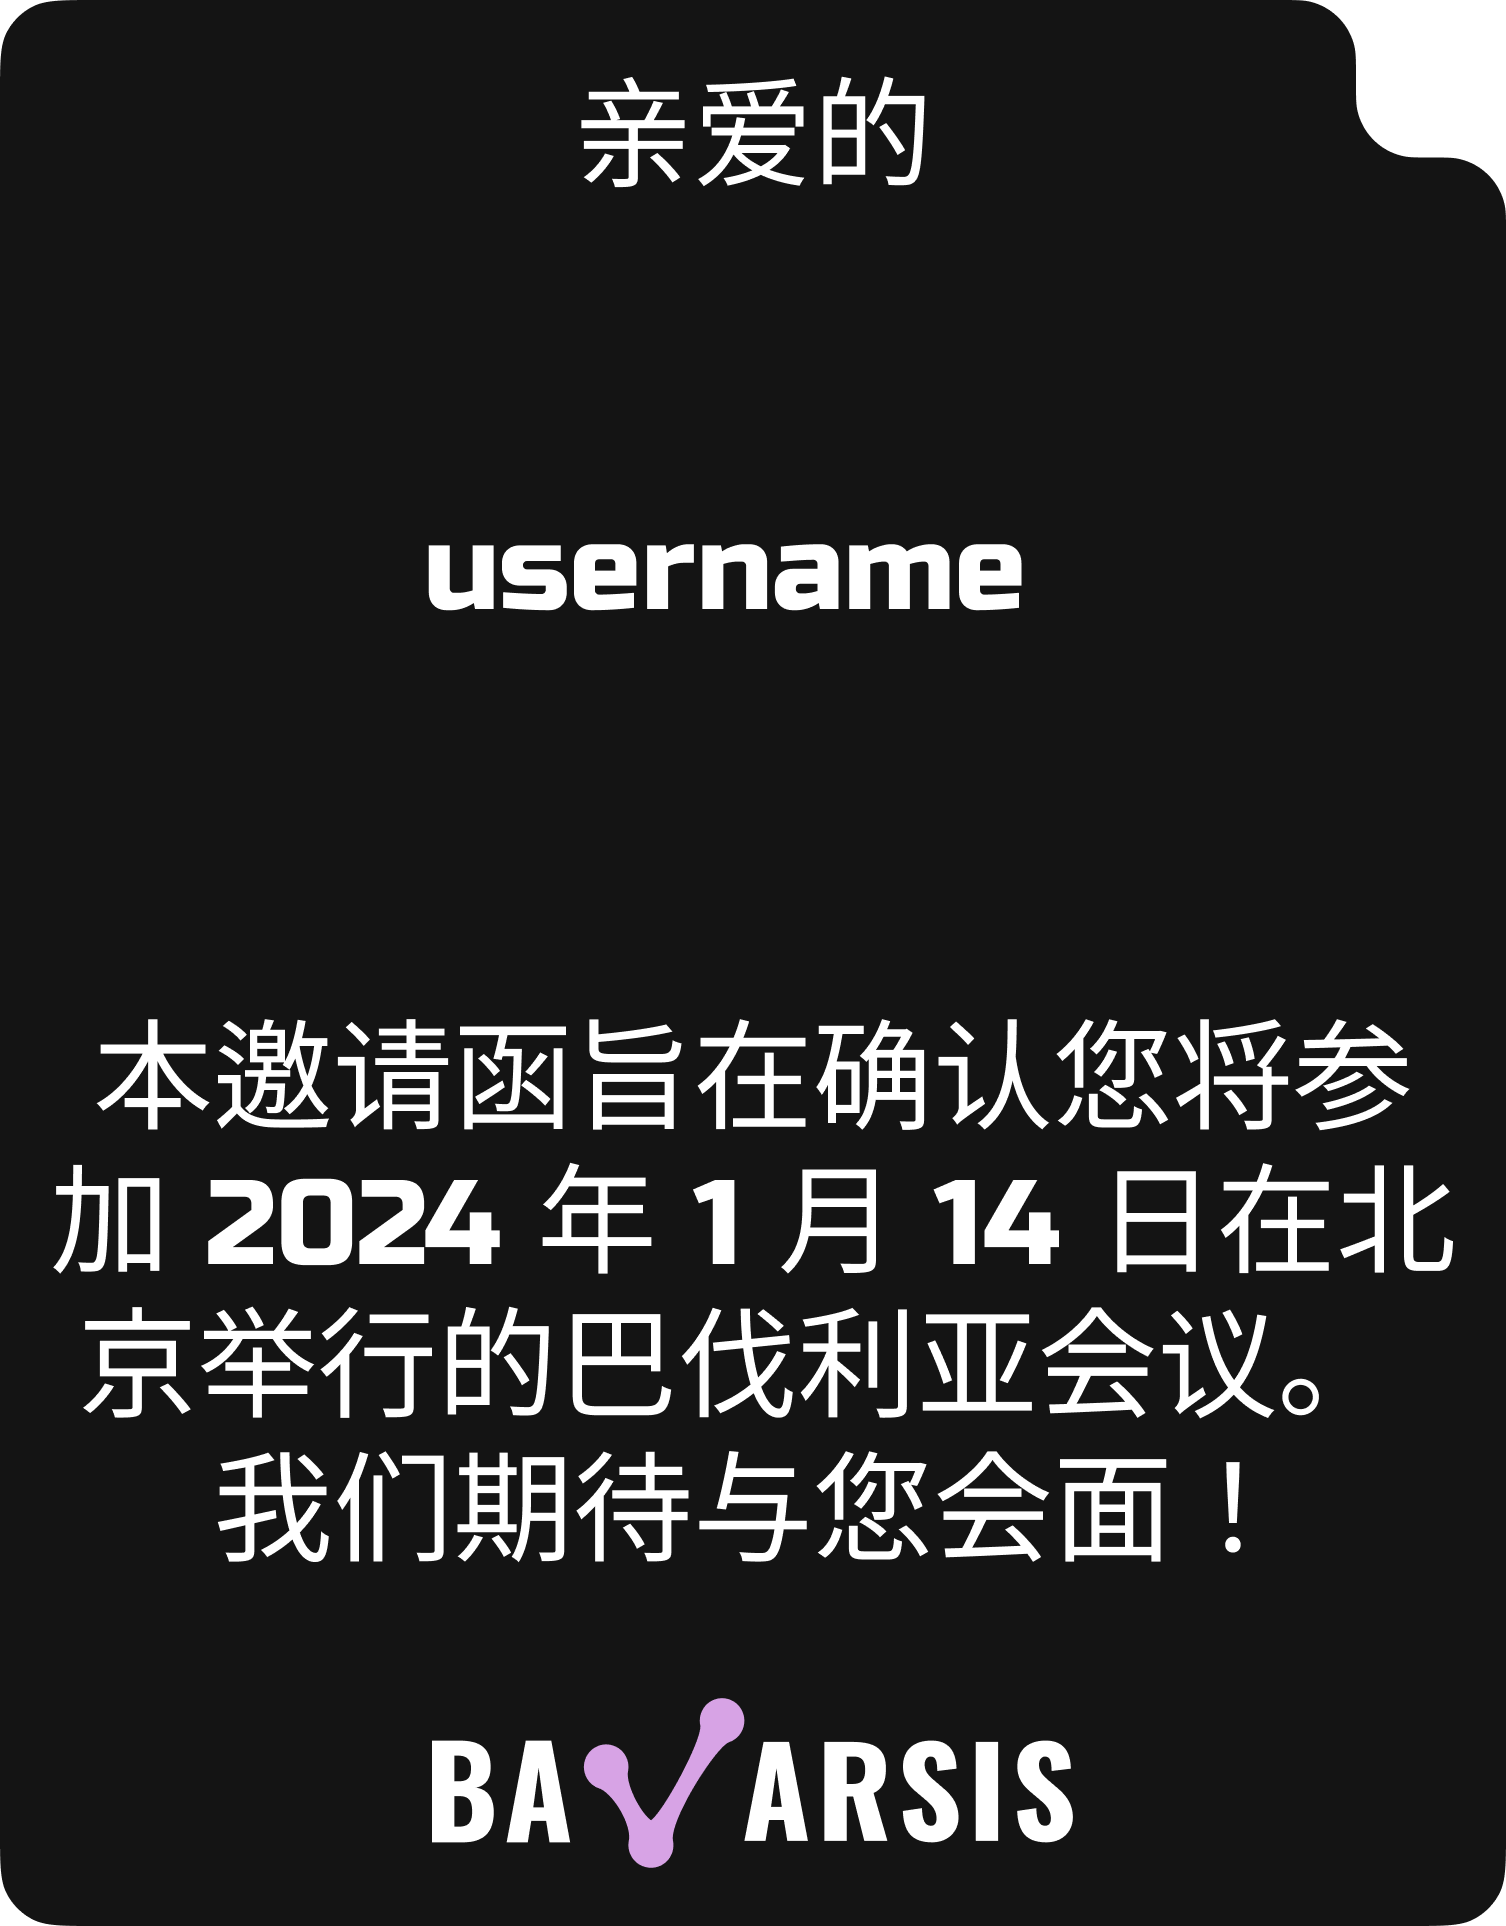 亲爱的
username
本邀请函旨在确认您将参
加 2024 年 1 月 14 日在北
京举行的巴伐利亚会议。
我们期待与您会面！
BAVARSIS